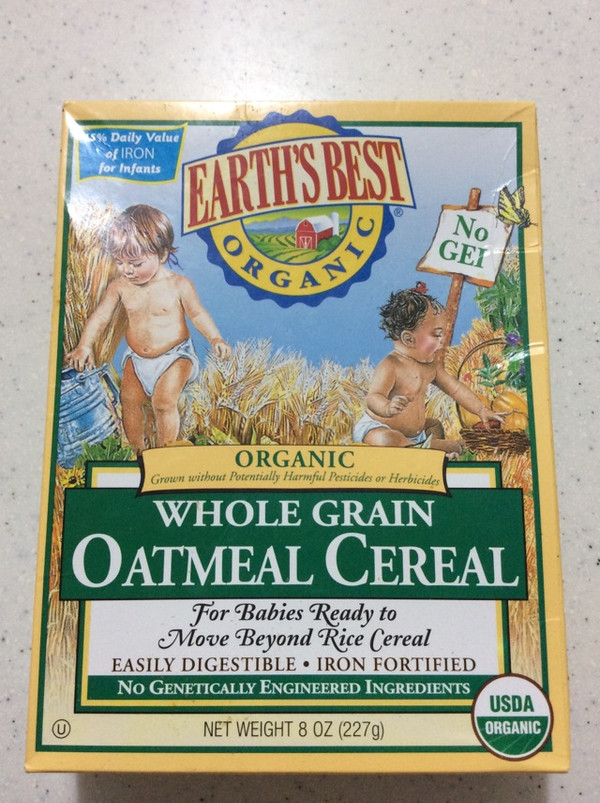 5% Daily Value
of IRON
for Infants
EARTH'S BEST
ORGANIC
®
No
GEI
ORGANIC
Grown without Potentially Harmful Pesticides or Herbicides
WHOLE GRAIN
OATMEAL CEREAL
For Babies Ready to
Move Beyond Rice Cereal
EASILY DIGESTIBLE • IRON FORTIFIED
NO GENETICALLY ENGINEERED INGREDIENTS
U
NET WEIGHT 8 OZ (227g)
USDA
ORGANIC